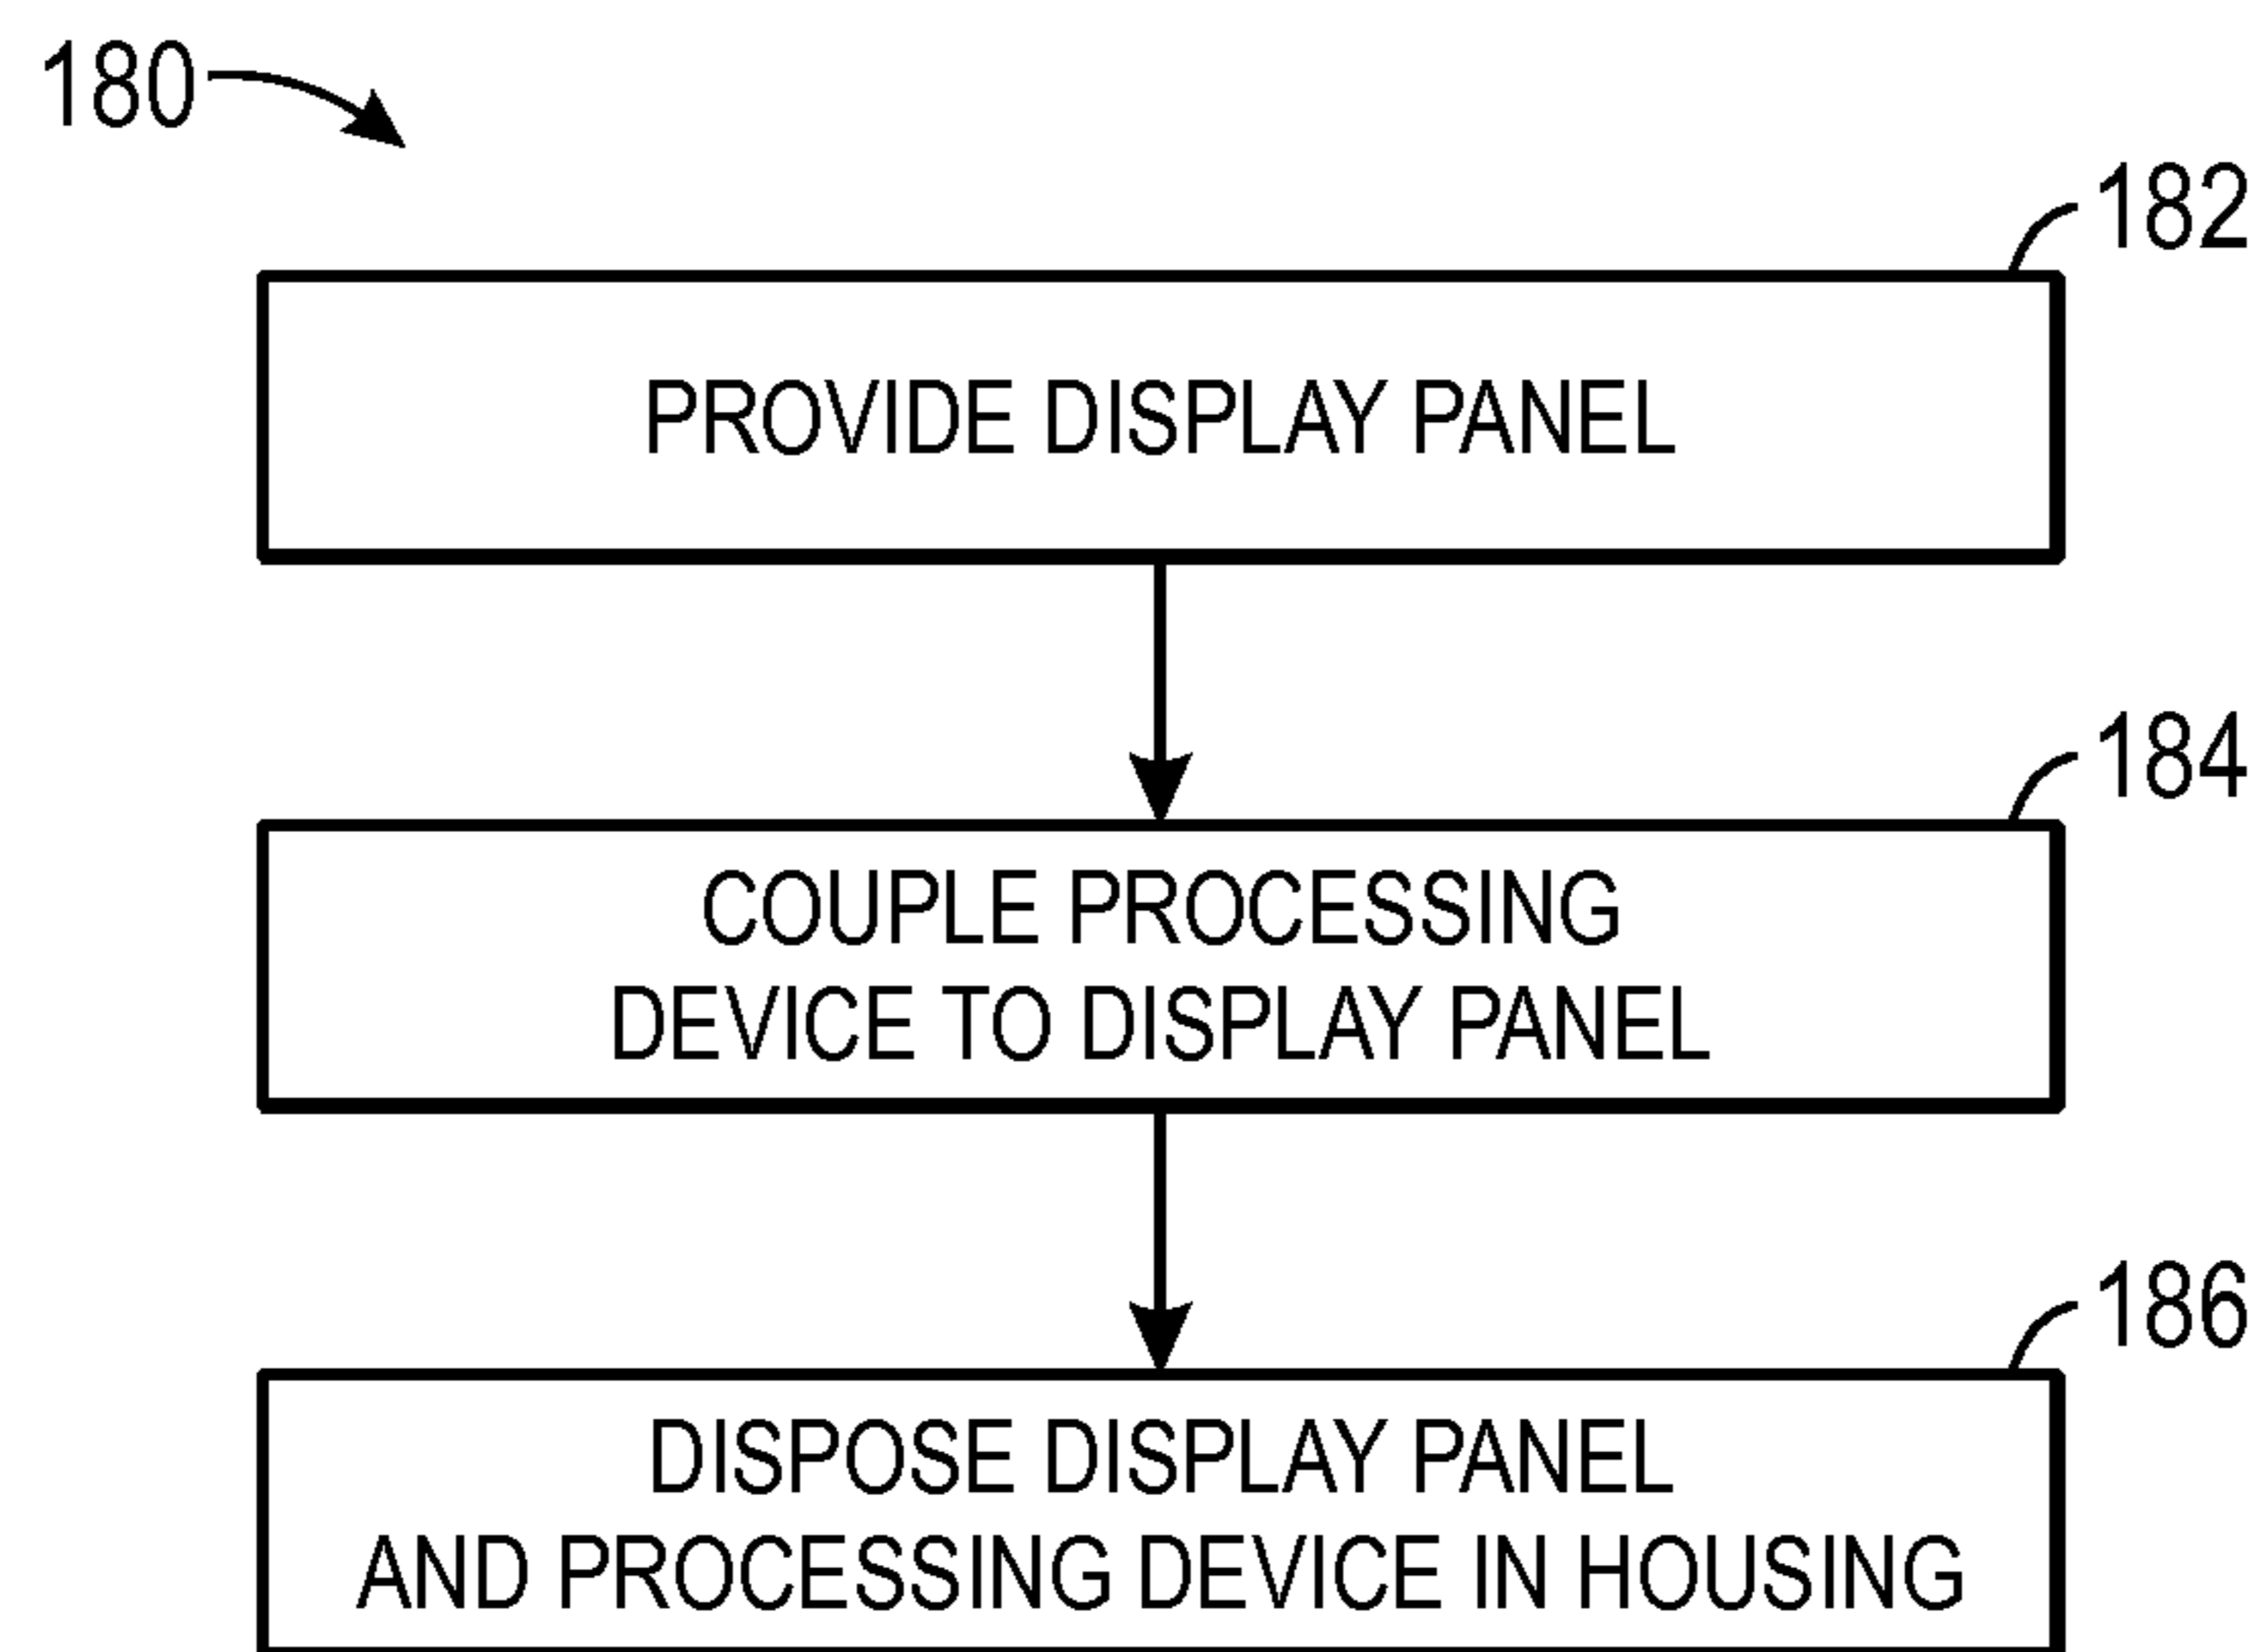 180
182
PROVIDE DISPLAY PANEL
184
COUPLE PROCESSING
DEVICE TO DISPLAY PANEL
186
DISPOSE DISPLAY PANEL
AND PROCESSING DEVICE IN HOUSING